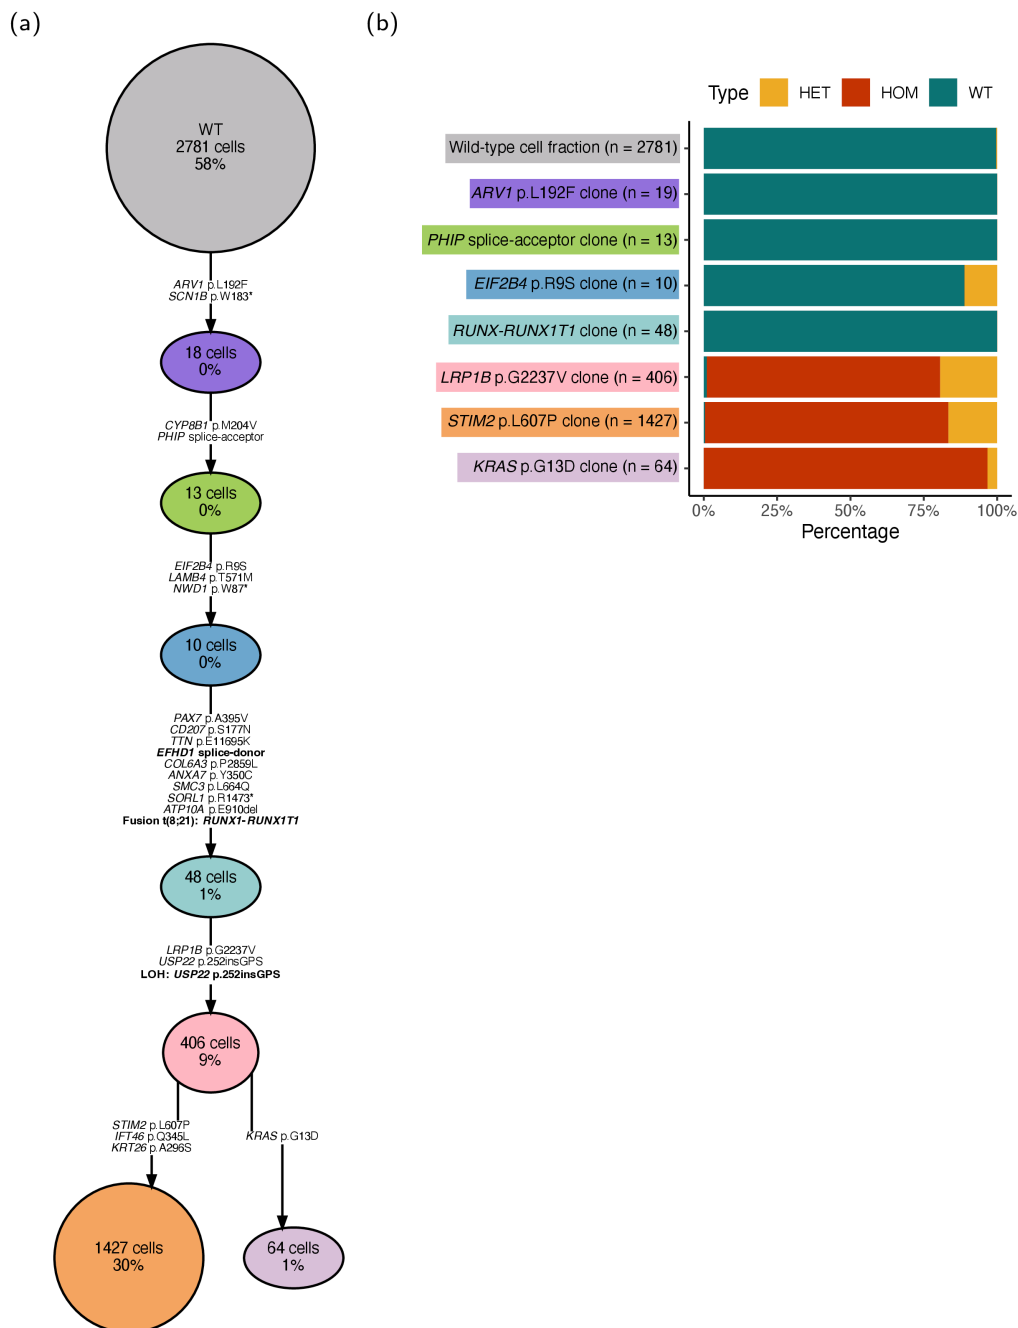 (a)
WT
2781 cells
58%
ARV1 p.L192F
SCN1B p.W183*
18 cells
0%
CYP8B1 p.M204V
PHIP splice-acceptor
13 cells
0%
EIF2B4 p.R9S
LAMB4 p.T571M
NWD1 p.W87*
10 cells
0%
PAX7 p.A395V
CD207 p.S177N
TTN p.E11695K
EFHD1 splice-donor
COL6A3 p.P2859L
ANXA7 p.Y350C
SMC3 p.L664Q
SORL1 p.R1473*
ATP10A p.E910del
Fusion t(8;21): RUNX1-RUNX1T1
48 cells
1%
LRP1B p.G2237V
USP22 p.252insGPS
LOH: USP22 p.252insGPS
406 cells
9%
STIM2 p.L607P
IFT46 p.Q345L
KRT26 p.A296S
KRAS p.G13D
1427 cells
30%
64 cells
1%
(b)
Type HET HOM WT
Wild-type cell fraction (n = 2781)
ARV1 p.L192F clone (n = 19)
PHIP splice-acceptor clone (n = 13)
EIF2B4 p.R9S clone (n = 10)
RUNX-RUNX1T1 clone (n = 48)
LRP1B p.G2237V clone (n = 406)
STIM2 p.L607P clone (n = 1427)
KRAS p.G13D clone (n = 64)
0% 25% 50% 75% 100%
Percentage